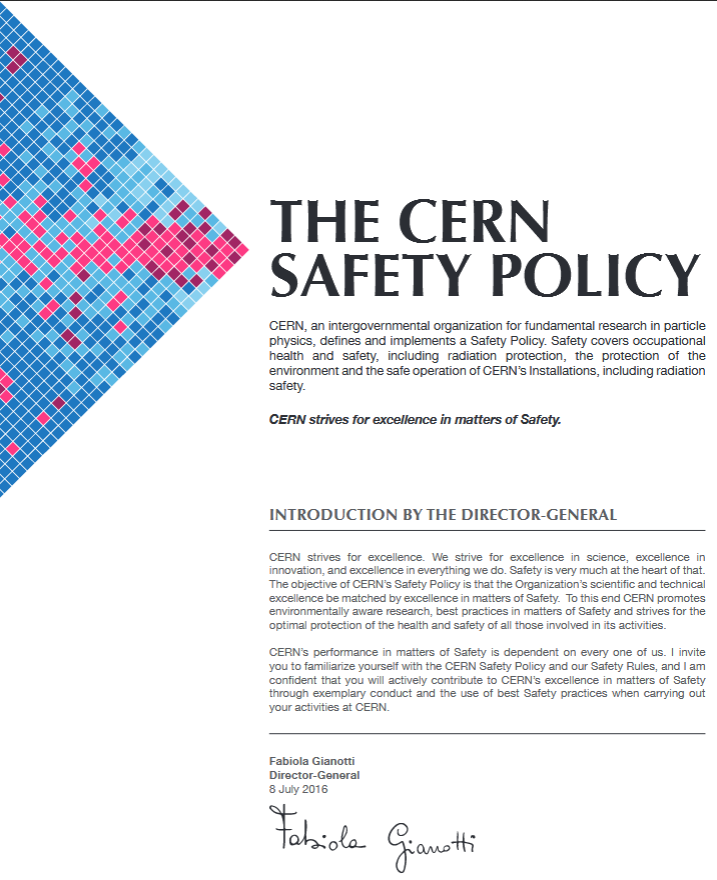 THE CERN
SAFETY POLICY
CERN, an intergovernmental organization for fundamental research in particle
physics, defines and implements a Safety Policy. Safety covers occupational
health and safety, including radiation protection, the protection of the
environment and the safe operation of CERN's Installations, including radiation
safety.
CERN strives for excellence in matters of Safety.
INTRODUCTION BY THE DIRECTOR-GENERAL
CERN strives for excellence. We strive for excellence in science, excellence in
innovation, and excellence in everything we do. Safety is very much at the heart of that.
The objective of CERN's Safety Policy is that the Organization's scientific and technical
excellence be matched by excellence in matters of Safety. To this end CERN promotes
environmentally aware research, best practices in matters of Safety and strives for the
optimal protection of the health and safety of all those involved in its activities.
CERN's performance in matters of Safety is dependent on every one of us. I invite
you to familiarize yourself with the CERN Safety Policy and our Safety Rules, and I am
confident that you will actively contribute to CERN's excellence in matters of Safety
through exemplary conduct and the use of best Safety practices when carrying out
your activities at CERN.
Fabiola Gianotti
Director-General
8 July 2016
Fabiola Gianotti